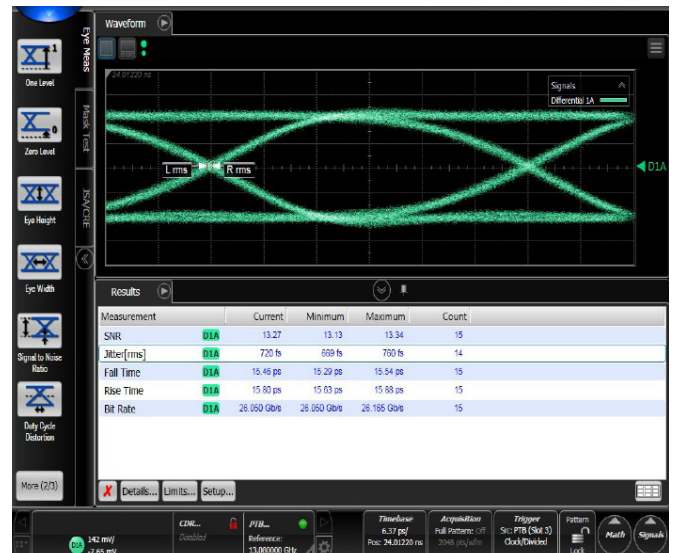 Waveform
Eye Meas
Mask Test
JSA/CRE
One Level
Zero Level
Eye Height
Eye Width
Signal to Noise
Ratio
Duty Cycle
Distortion
More (2/3)
24.01220 ns
Signals
Differential 1A
L rms
R rms
D1A
Results
Measurement Current Minimum Maximum Count
SNR D1A 13.27 13.13 13.34 15
Jitter[rms] D1A 720 fs 669 fs 760 fs 14
Fall Time D1A 15.46 ps 15.29 ps 15.54 ps 15
Rise Time D1A 15.80 ps 15.63 ps 15.88 ps 15
Bit Rate D1A 26.050 Gb/s 26.050 Gb/s 26.165 Gb/s 15
Details... Limits... Setup...
D1A
142 mV/
-7.65 mV
CDR...
Disabled
PTB...
Reference:
13.080000 GHz
Timebase
6.37 ps/
Pos: 24.01220 ns
Acquisition
Full Pattern: Off
2048 pts/wfm
Trigger
Src: PTB (Slot 3)
Clock/Divided
Pattern
Lock
Math
Signals